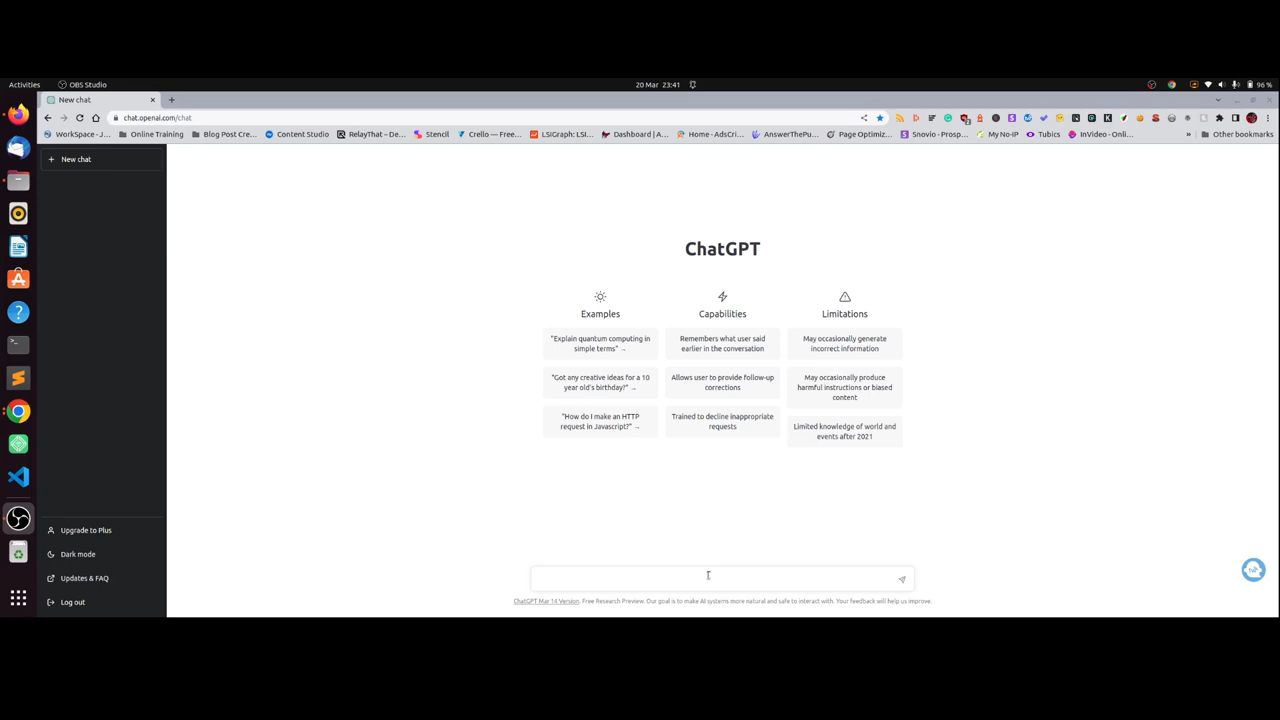 Activities OBS Studio 20 Mar 23:41 96 %
New chat
chat.openai.com/chat
WorkSpace - J... Online Training Blog Post Cre... Content Studio RelayThat – De... Stencil Crello — Free... LSIGraph: LSI... Dashboard | A... Home - AdsCri... AnswerThePu... Page Optimiz... Snovio - Prosp... My No-IP Tubics InVideo - Onli... » Other bookmarks
New chat
ChatGPT
Examples
"Explain quantum computing in
simple terms" →
"Got any creative ideas for a 10
year old's birthday?" →
"How do I make an HTTP
request in Javascript?" →
Capabilities
Remembers what user said
earlier in the conversation
Allows user to provide follow-up
corrections
Trained to decline inappropriate
requests
Limitations
May occasionally generate
incorrect information
May occasionally produce
harmful instructions or biased
content
Limited knowledge of world and
events after 2021
Upgrade to Plus
Dark mode
Updates & FAQ
Log out
ChatGPT Mar 14 Version. Free Research Preview. Our goal is to make AI systems more natural and safe to interact with. Your feedback will help us improve.